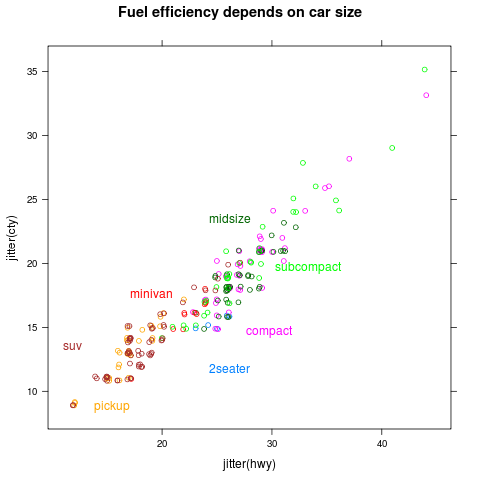 Fuel efficiency depends on car size
35
30
25
20
15
10
jitter(cty)
midsize
subcompact
minivan
compact
suv
2seater
pickup
20
30
40
jitter(hwy)